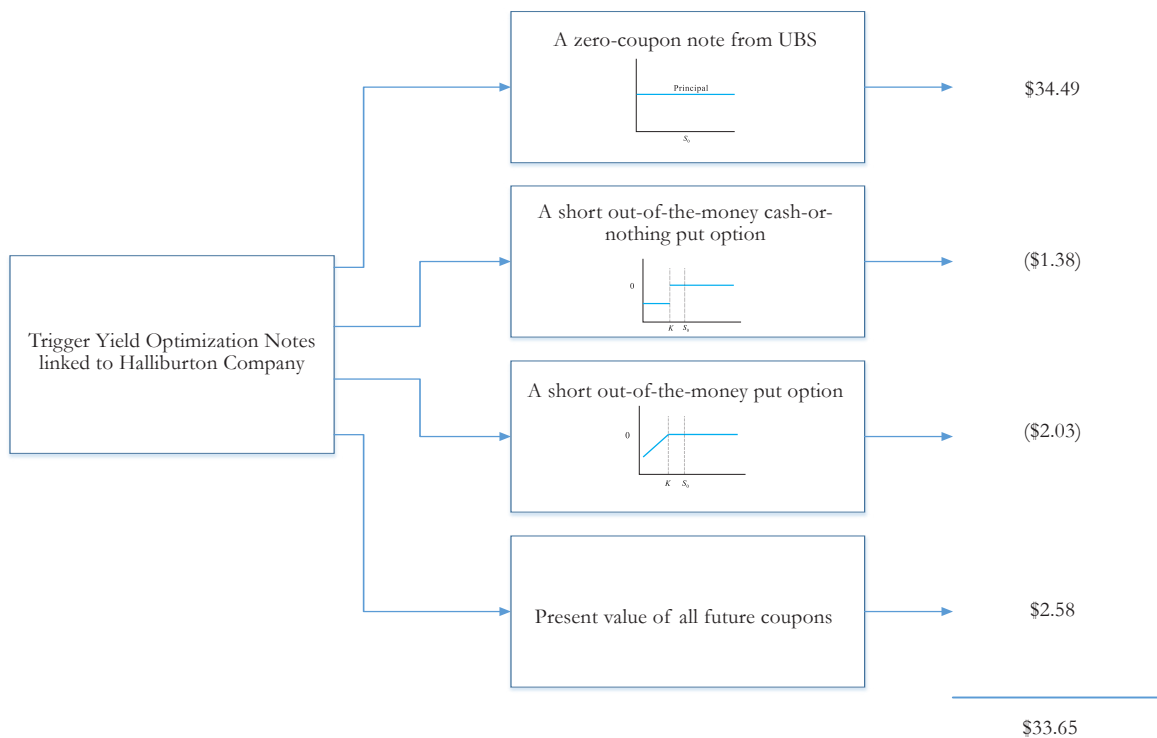 A zero-coupon note from UBS
Principal
S₀
$34.49
A short out-of-the-money cash-or-
nothing put option
0
K S₀
($1.38)
Trigger Yield Optimization Notes
linked to Halliburton Company
A short out-of-the-money put option
0
K S₀
($2.03)
Present value of all future coupons
$2.58
$33.65